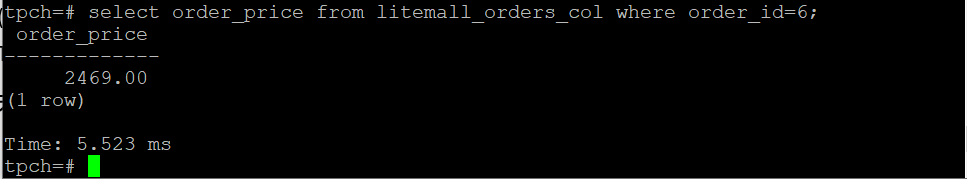 tpch=# select order_price from litemall_orders_col where order_id=6;
 order_price
-------------
     2469.00
(1 row)

Time: 5.523 ms
tpch=#